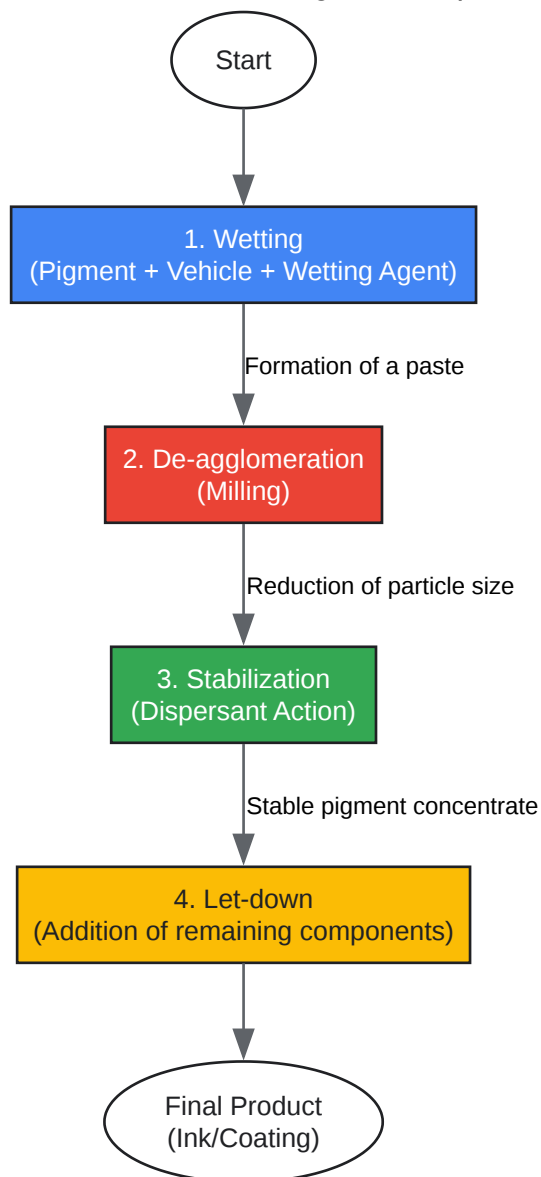 Start
1. Wetting
(Pigment + Vehicle + Wetting Agent)
Formation of a paste
2. De-agglomeration
(Milling)
Reduction of particle size
3. Stabilization
(Dispersant Action)
Stable pigment concentrate
4. Let-down
(Addition of remaining components)
Final Product
(Ink/Coating)